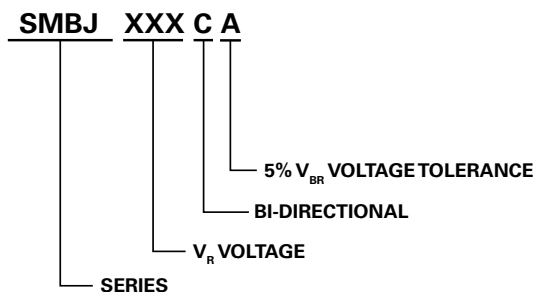 SMBJ XXX C A
5% VBR VOLTAGE TOLERANCE
BI-DIRECTIONAL
VR VOLTAGE
SERIES